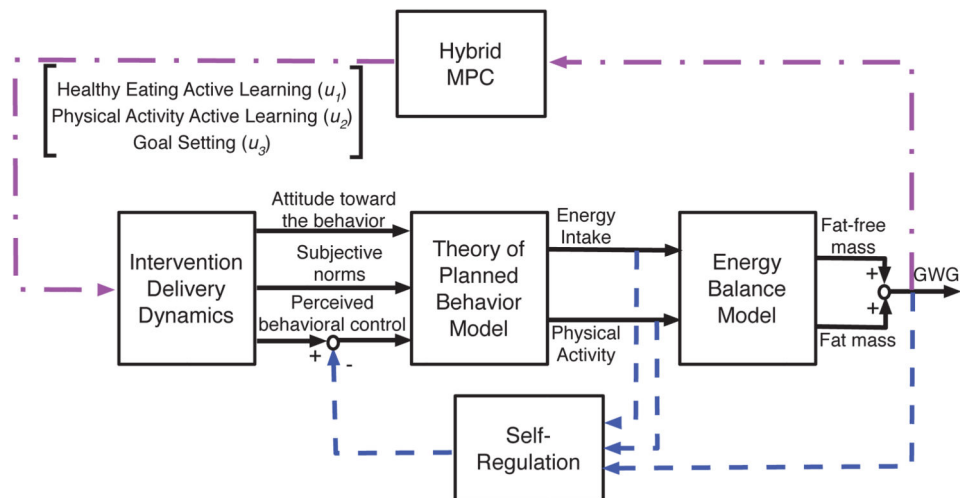 Hybrid
MPC
Healthy Eating Active Learning (u1)
Physical Activity Active Learning (u2)
Goal Setting (u3)
Intervention
Delivery
Dynamics
Attitude toward
the behavior
Subjective
norms
Perceived
behavioral control
+
-
Theory of
Planned
Behavior
Model
Energy
Intake
Physical
Activity
Energy
Balance
Model
Fat-free
mass
+
+
Fat mass
GWG
Self-
Regulation